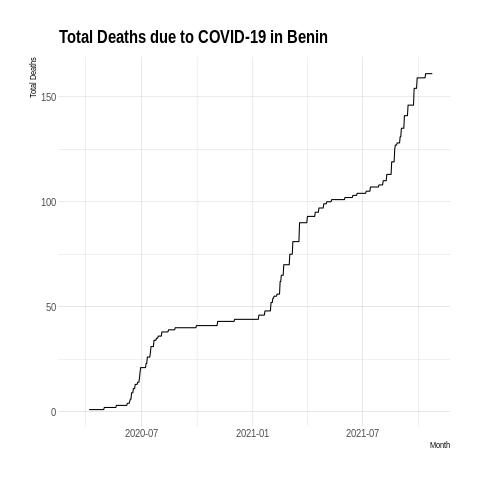 Total Deaths due to COVID-19 in Benin
Total Deaths
150
100
50
0
2020-07
2021-01
2021-07
Month